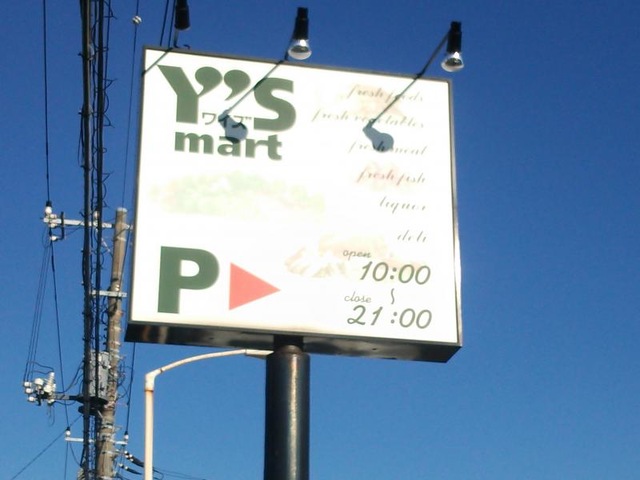 Y's
ワイズ
mart
fresh foods
fresh vegetables
fresh meat
fresh fish
liquor
deli
P
open
10:00
close 〜
21:00